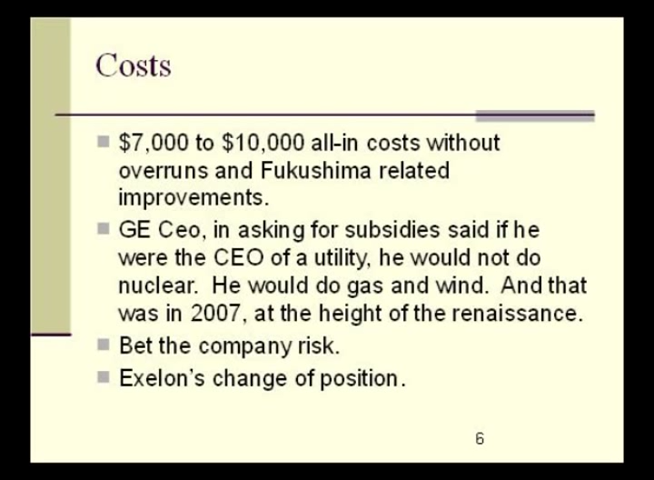 Costs
$7,000 to $10,000 all-in costs without
overruns and Fukushima related
improvements.
GE Ceo, in asking for subsidies said if he
were the CEO of a utility, he would not do
nuclear.  He would do gas and wind.  And that
was in 2007, at the height of the renaissance.
Bet the company risk.
Exelon's change of position.
6